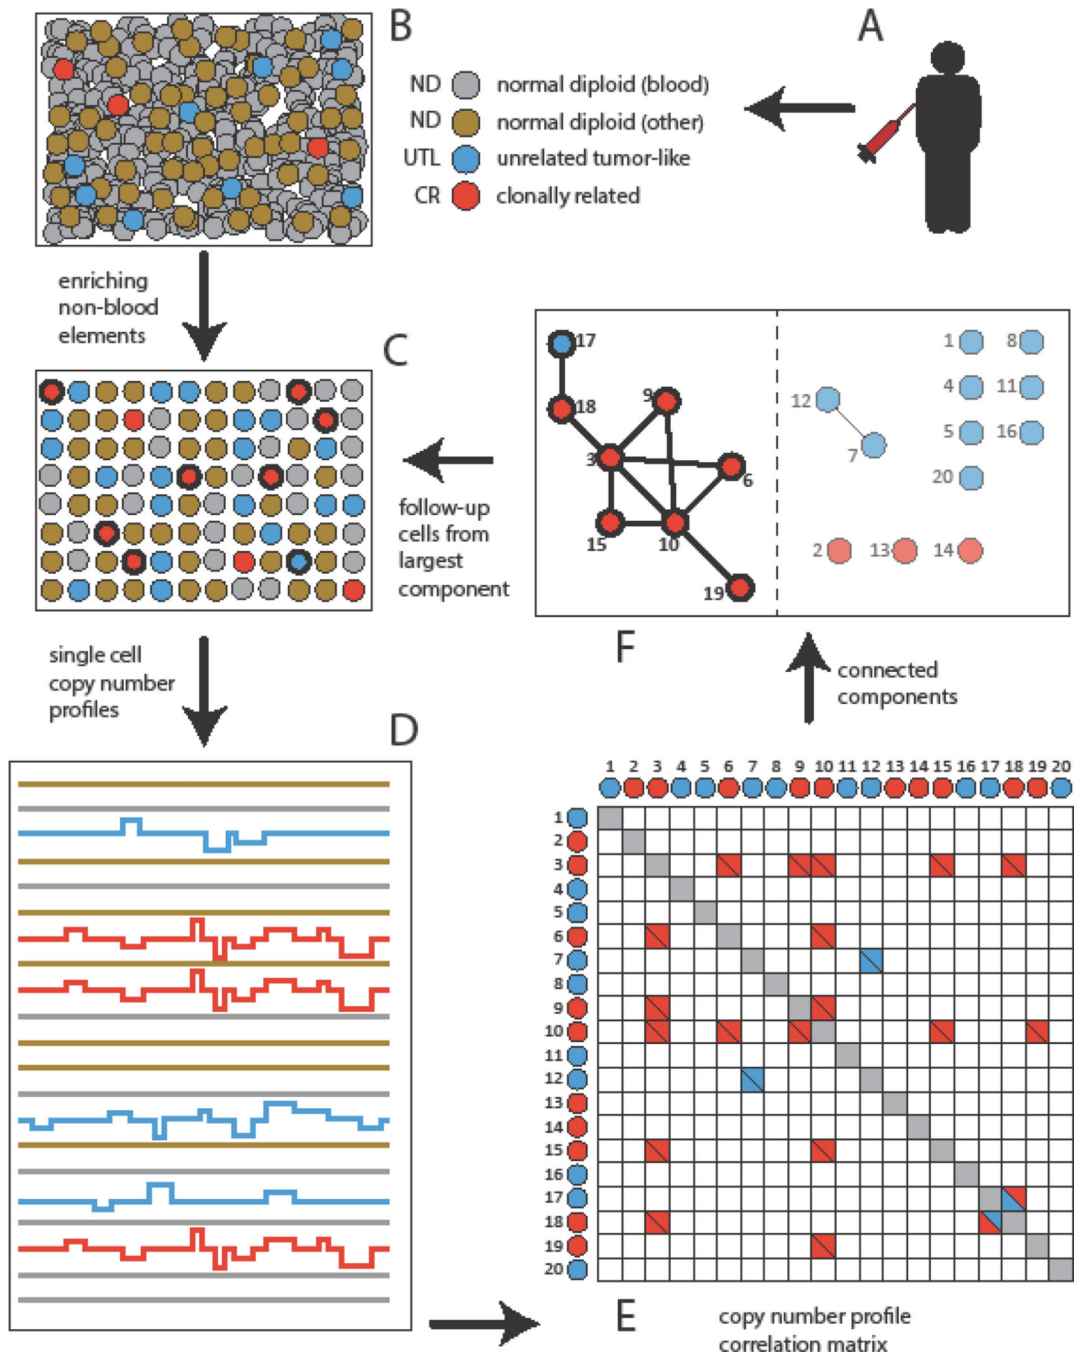 B
A
ND normal diploid (blood)
ND normal diploid (other)
UTL unrelated tumor-like
CR clonally related
enriching
non-blood
elements
C
17
18
9
3
6
15
10
19
12
7
1 8
4 11
5 16
20
2 13 14
follow-up
cells from
largest
component
F
single cell
copy number
profiles
connected
components
D
1 2 3 4 5 6 7 8 9 10 11 12 13 14 15 16 17 18 19 20
1
2
3
4
5
6
7
8
9
10
11
12
13
14
15
16
17
18
19
20
E
copy number profile
correlation matrix